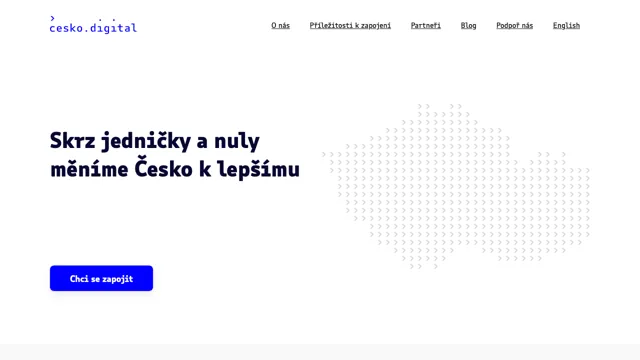 cesko.digital
O nás
Příležitosti k zapojení
Partneři
Blog
Podpoř nás
English
Skrz jedničky a nuly
měníme Česko k lepšímu
Chci se zapojit